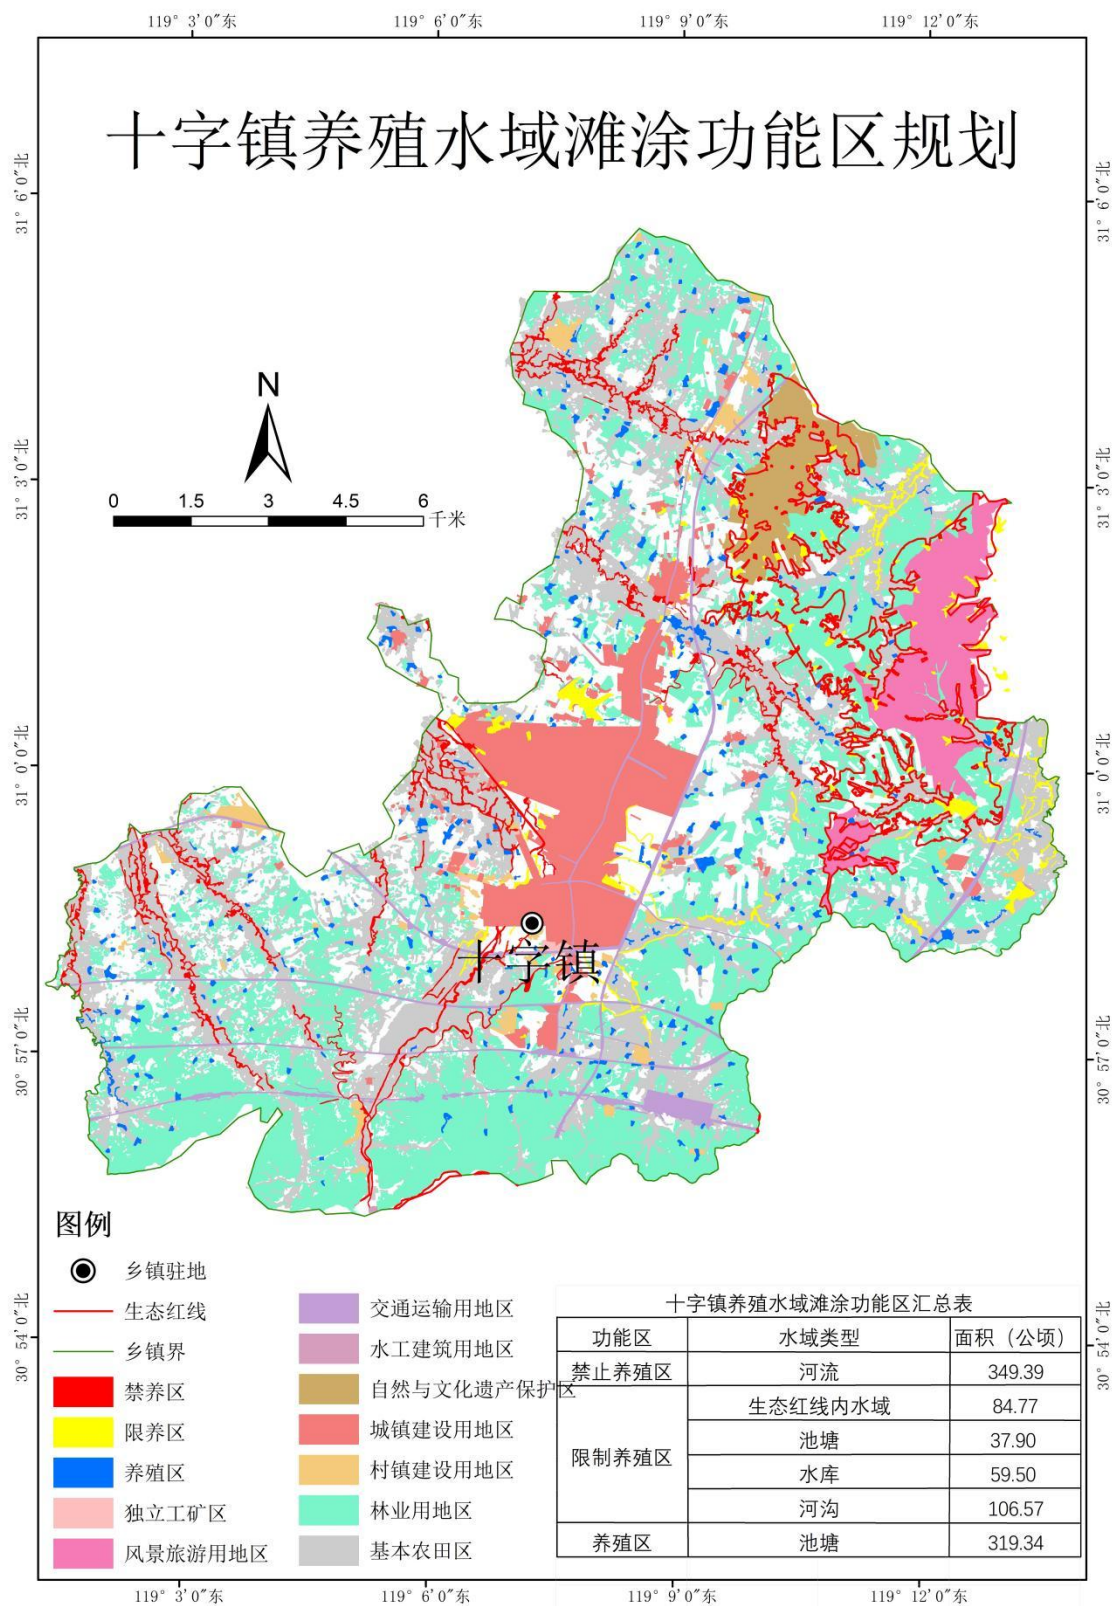 119° 3′0″东 119° 6′0″东 119° 9′0″东 119° 12′0″东
十字镇养殖水域滩涂功能区规划
31° 6′0″北 31° 6′0″北
N
31° 3′0″北 31° 3′0″北
0 1.5 3 4.5 6
千米
31° 0′0″北 31° 0′0″北
十字镇
30° 57′0″北 30° 57′0″北
图例
乡镇驻地
生态红线
乡镇界
禁养区
限养区
养殖区
独立工矿区
风景旅游用地区
交通运输用地区
水工建筑用地区
自然与文化遗产保护区
城镇建设用地区
村镇建设用地区
林业用地区
基本农田区
30° 54′0″北 30° 54′0″北
十字镇养殖水域滩涂功能区汇总表
功能区 水域类型 面积（公顷）
禁止养殖区 河流 349.39
限制养殖区 生态红线内水域 84.77
池塘 37.90
水库 59.50
河沟 106.57
养殖区 池塘 319.34
119° 3′0″东 119° 6′0″东 119° 9′0″东 119° 12′0″东